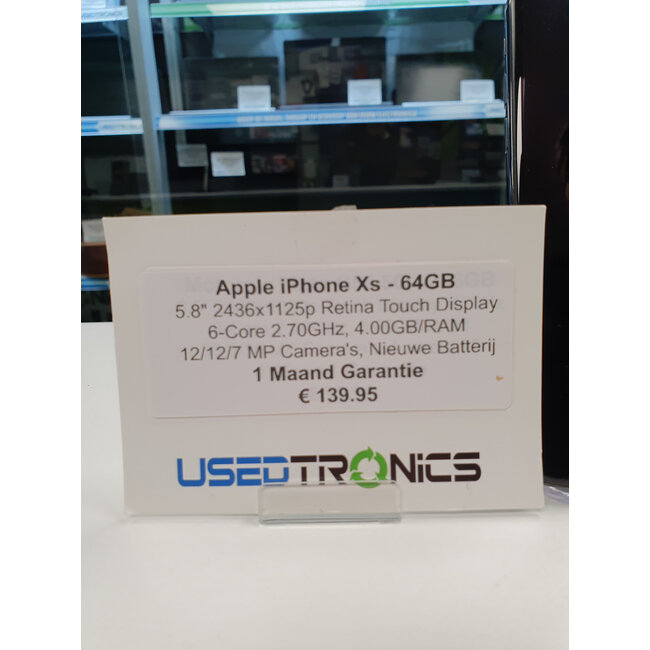 Apple iPhone Xs - 64GB
5.8" 2436x1125p Retina Touch Display
6-Core 2.70GHz, 4.00GB/RAM
12/12/7 MP Camera's, Nieuwe Batterij
1 Maand Garantie
€ 139.95
USEDTRONICS